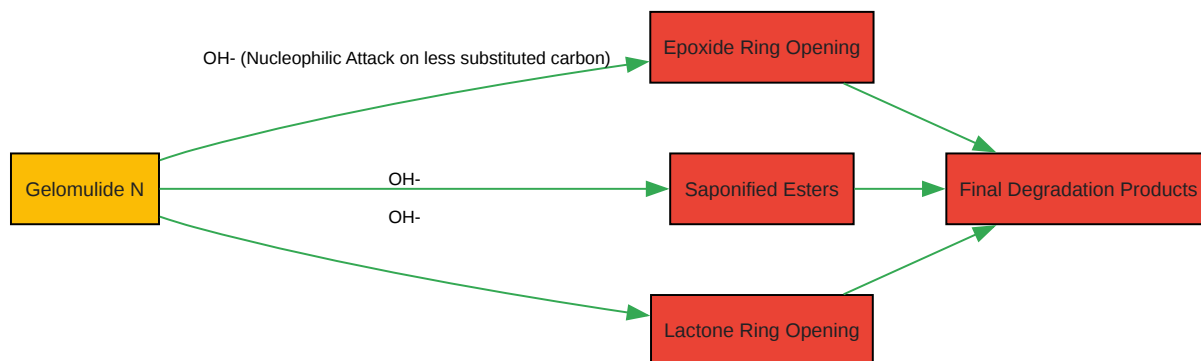 Epoxide Ring Opening
OH- (Nucleophilic Attack on less substituted carbon)
Gelomulide N
OH-
Saponified Esters
Final Degradation Products
OH-
Lactone Ring Opening